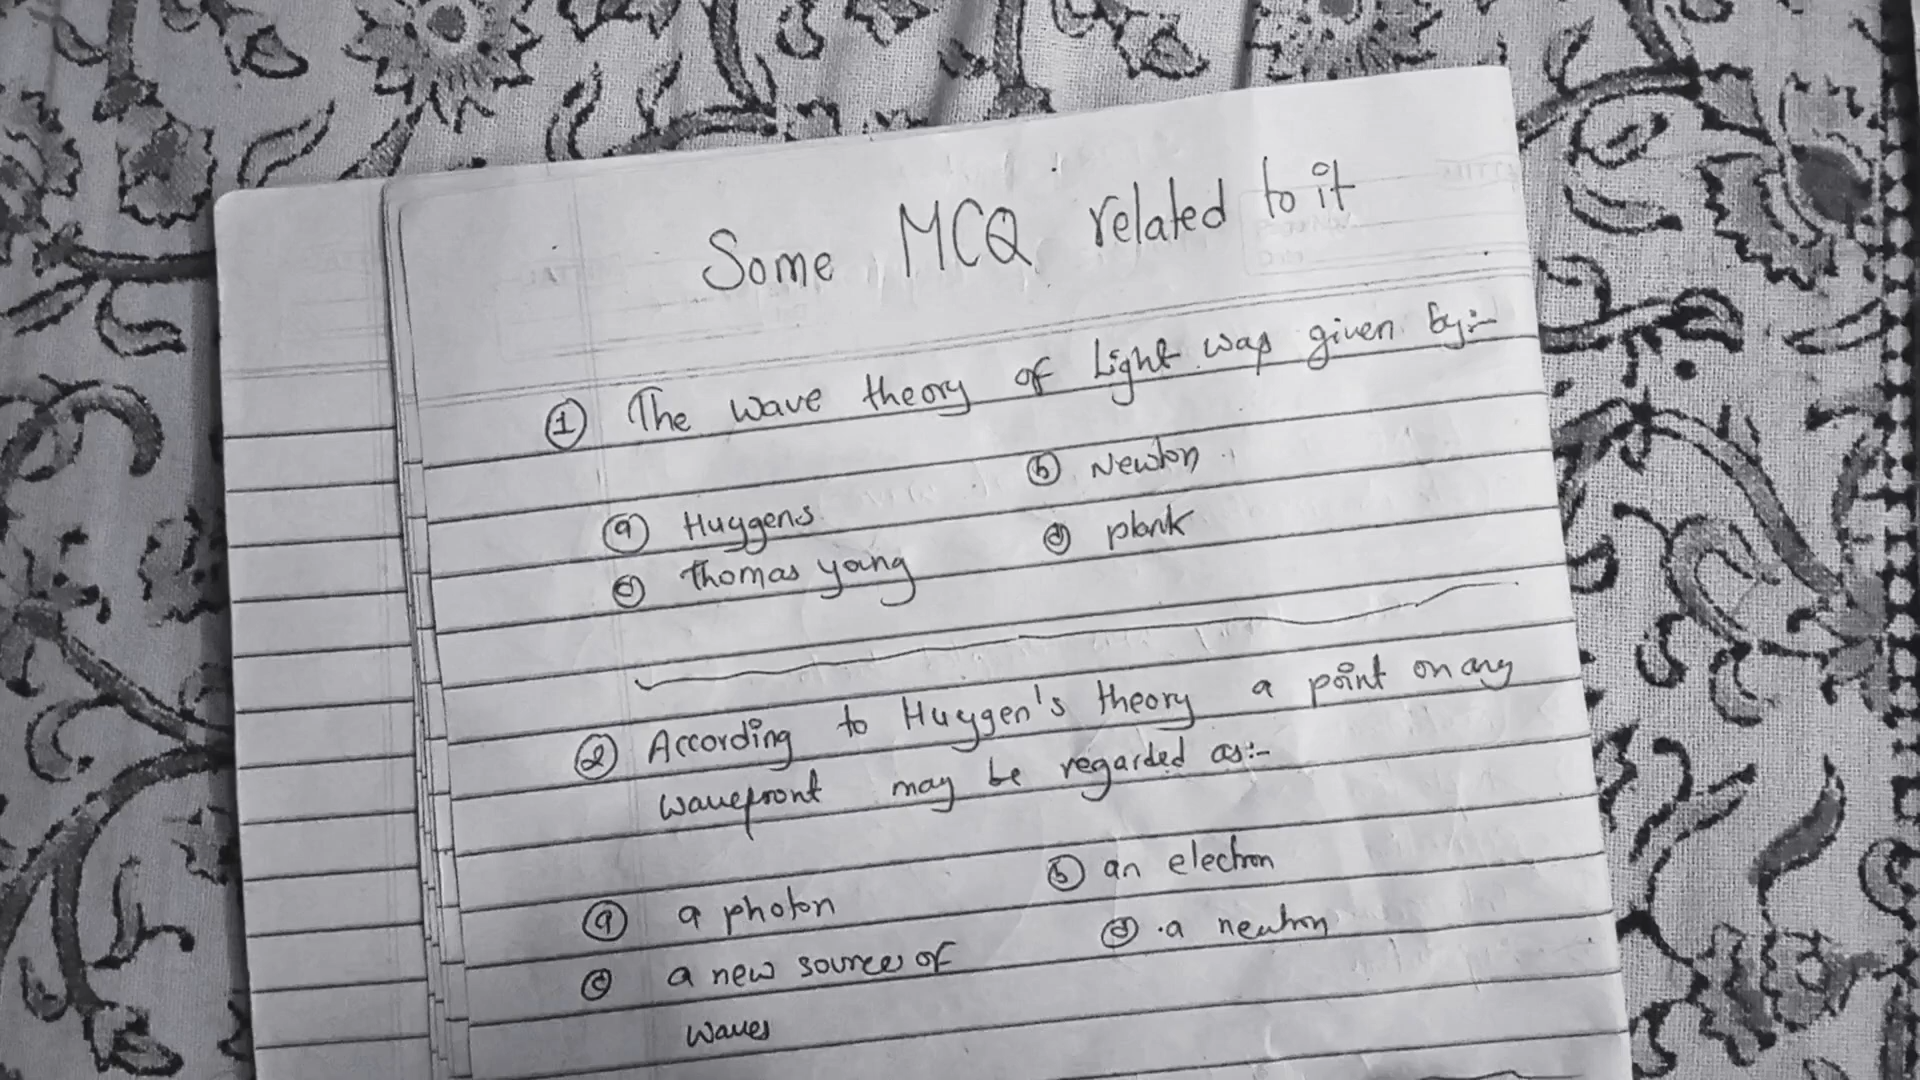 Some MCQ related to it
① The wave theory of Light was given by:-
ⓐ Huygens ⓑ Newton
ⓒ Thomas young ⓓ plank
② According to Huygen's theory a point on any
wavefront may be regarded as:-
ⓐ a photon ⓑ an electron
ⓒ a new source of ⓓ a neutron
waves